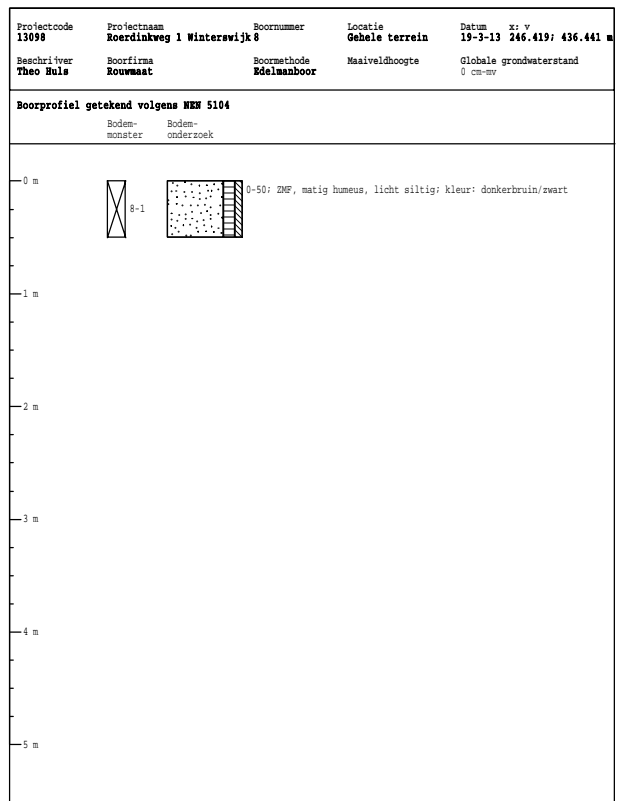 Projectcode Projectnaam Boornummer Locatie Datum x: y
13098 Roerdinkweg 1 Winterswijk 8 Gehele terrein 19-3-13 246.419; 436.441 m
Beschrijver Boorfirma Boormethode Maaiveldhoogte Globale grondwaterstand
Theo Huls Rouwmaat Edelmanboor 0 cm-mv
Boorprofiel getekend volgens NEN 5104
Bodem- Bodem-
monster onderzoek
0 m
8-1
0-50; ZMF, matig humeus, licht siltig; kleur: donkerbruin/zwart
1 m
2 m
3 m
4 m
5 m